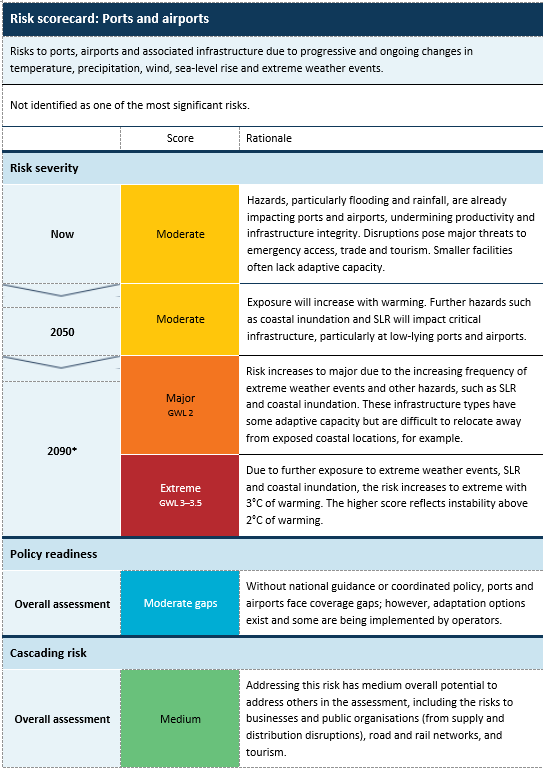 Risk scorecard: Ports and airports
Risks to ports, airports and associated infrastructure due to progressive and ongoing changes in
temperature, precipitation, wind, sea-level rise and extreme weather events.
Not identified as one of the most significant risks.
Score
Rationale
Risk severity
Now
Moderate
Hazards, particularly flooding and rainfall, are already
impacting ports and airports, undermining productivity and
infrastructure integrity. Disruptions pose major threats to
emergency access, trade and tourism. Smaller facilities
often lack adaptive capacity.
2050
Moderate
Exposure will increase with warming. Further hazards such
as coastal inundation and SLR will impact critical
infrastructure, particularly at low-lying ports and airports.
2090*
Major
GWL 2
Risk increases to major due to the increasing frequency of
extreme weather events and other hazards, such as SLR
and coastal inundation. These infrastructure types have
some adaptive capacity but are difficult to relocate away
from exposed coastal locations, for example.
Extreme
GWL 3–3.5
Due to further exposure to extreme weather events, SLR
and coastal inundation, the risk increases to extreme with
3°C of warming. The higher score reflects instability above
2°C of warming.
Policy readiness
Overall assessment
Moderate gaps
Without national guidance or coordinated policy, ports and
airports face coverage gaps; however, adaptation options
exist and some are being implemented by operators.
Cascading risk
Overall assessment
Medium
Addressing this risk has medium overall potential to
address others in the assessment, including the risks to
businesses and public organisations (from supply and
distribution disruptions), road and rail networks, and
tourism.